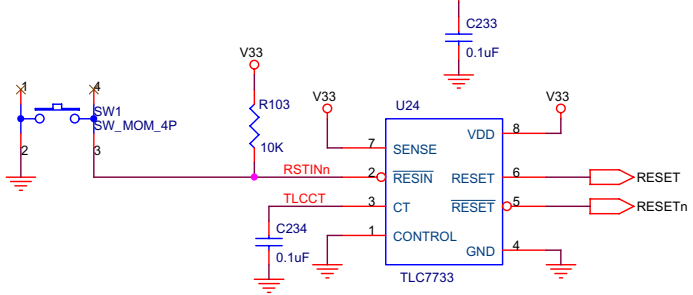 C233
0.1uF
V33
1
4
SW1
SW_MOM_4P
2
3
R103
10K
V33
U24
V33
7
SENSE
VDD
8
RSTINn
2
RESIN
RESET
6
RESET
TLCCT
3
CT
RESET
5
RESETn
C234
0.1uF
1
CONTROL
GND
4
TLC7733